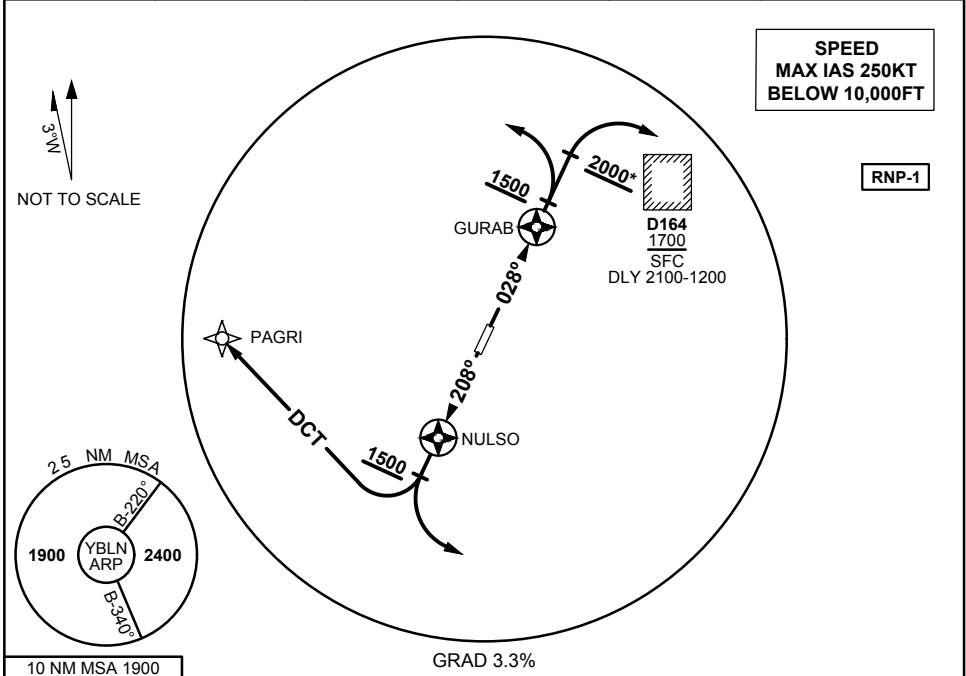 SPEED
MAX IAS 250KT
BELOW 10,000FT
3°W
NOT TO SCALE
RNP-1
2000*
1500
GURAB
D164
1700
SFC
DLY 2100-1200
028°
PAGRI
208°
DCT
NULSO
1500
25 NM MSA
B-220°
1900
YBLN
ARP
2400
B-340°
10 NM MSA 1900
GRAD 3.3%